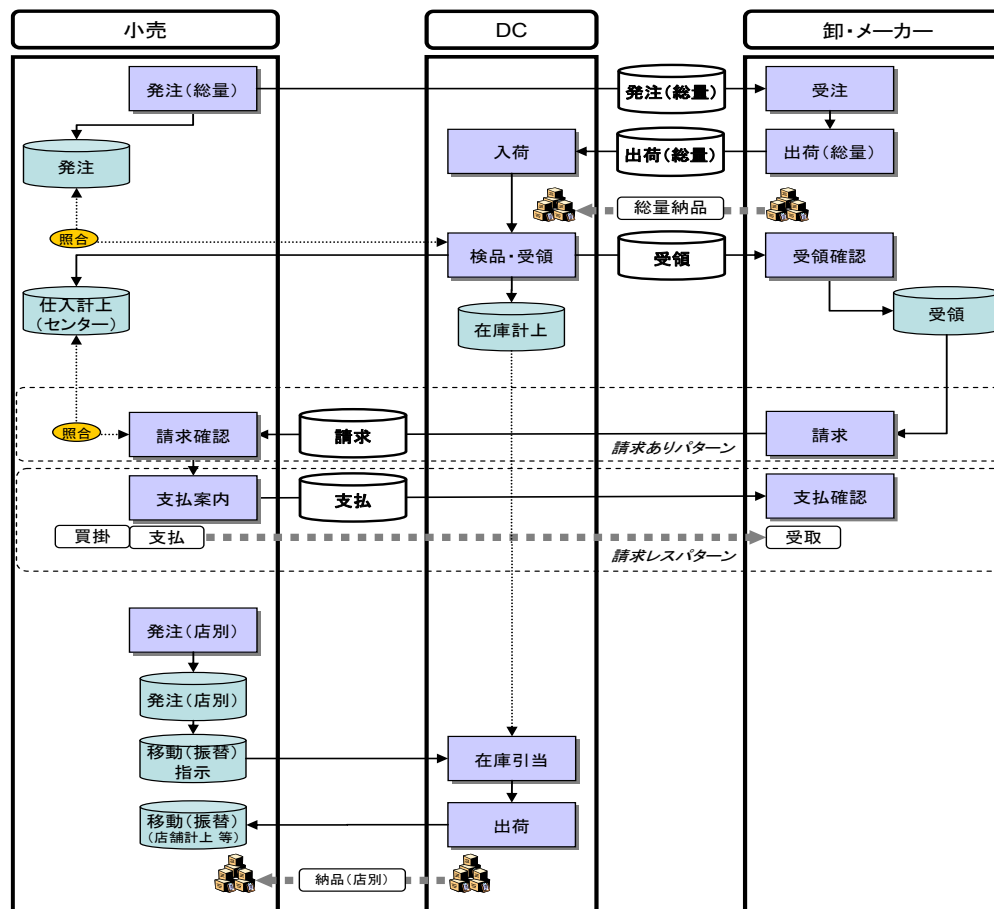 小売
DC
卸・メーカー
発注(総量)
発注(総量)
受注
発注
入荷
出荷(総量)
出荷(総量)
総量納品
照合
検品・受領
受領
受領確認
仕入計上
(センター)
在庫計上
受領
照合
請求確認
請求
請求
請求ありパターン
支払案内
支払
支払確認
買掛
支払
受取
請求レスパターン
発注(店別)
発注(店別)
移動(振替)
指示
在庫引当
移動(振替)
(店舗計上 等)
出荷
納品(店別)